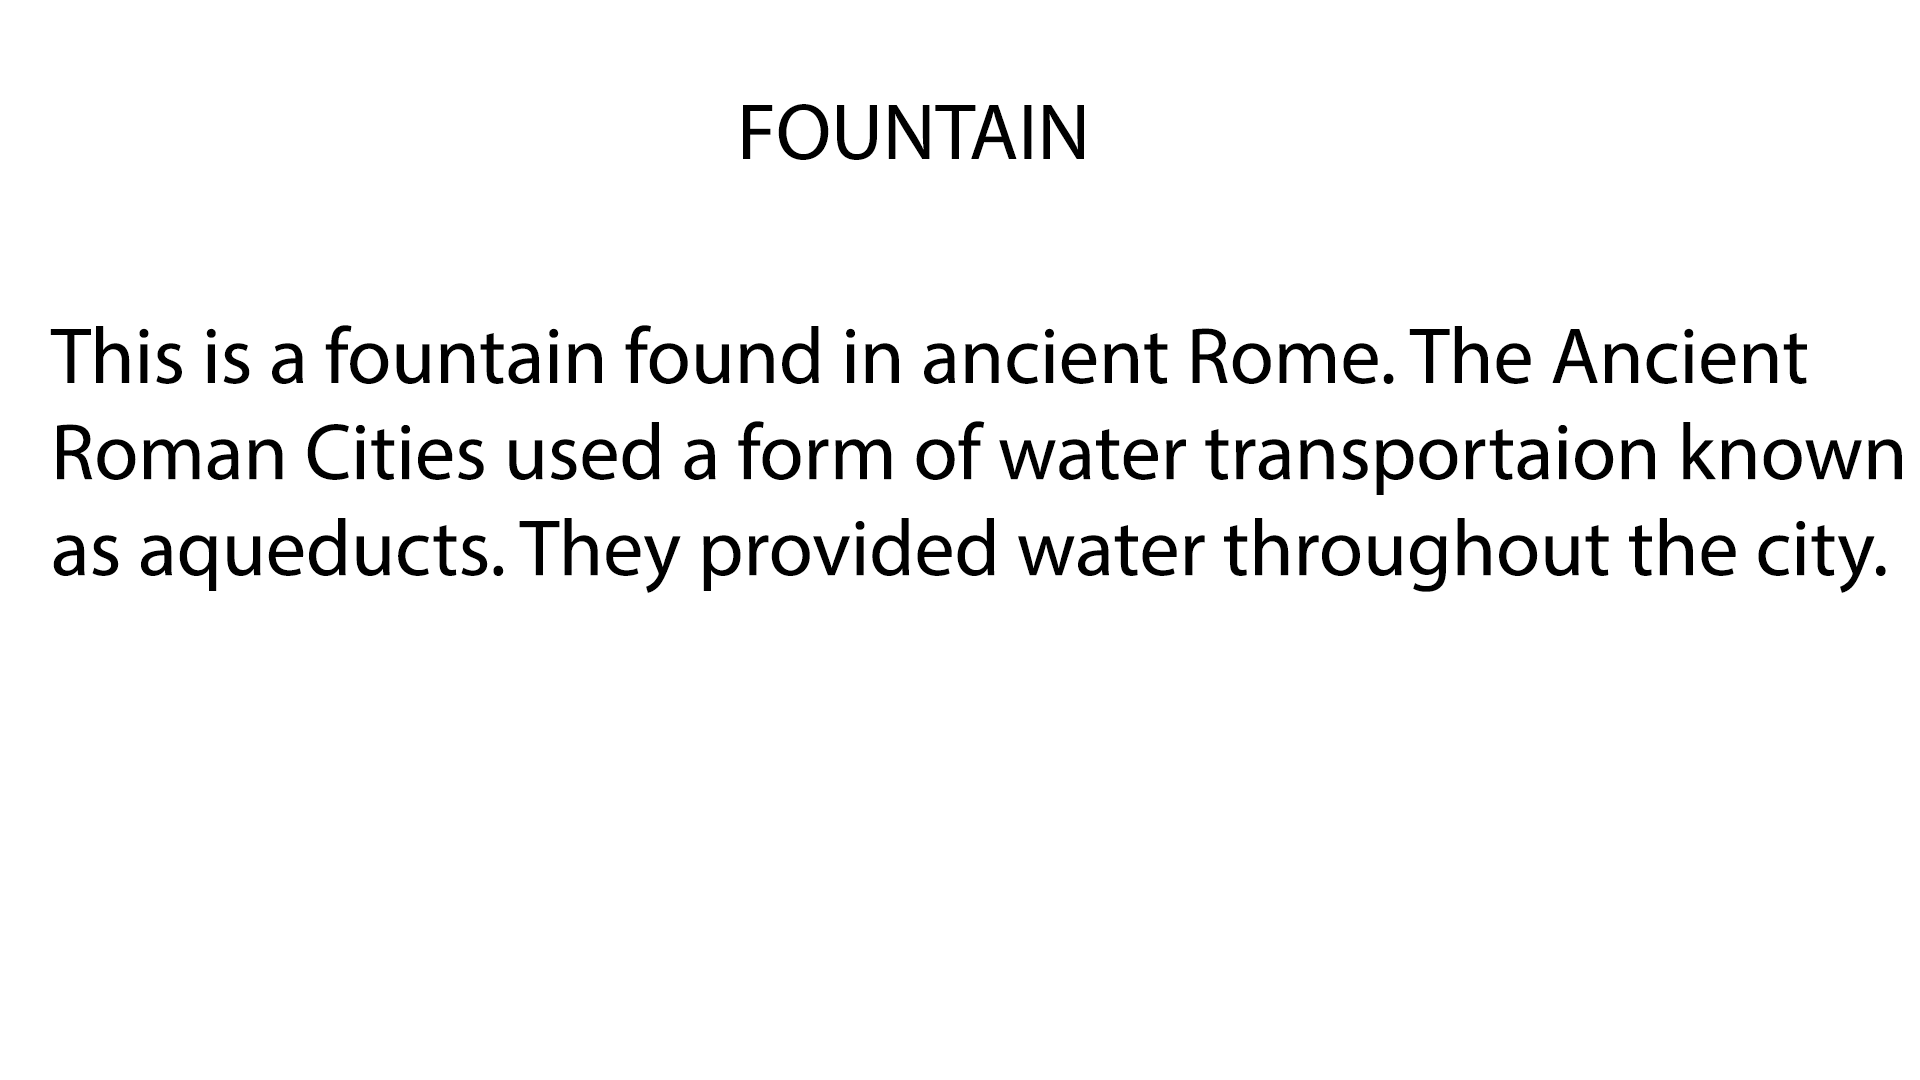 FOUNTAIN
This is a fountain found in ancient Rome. The Ancient
Roman Cities used a form of water transportaion known
as aqueducts. They provided water throughout the city.